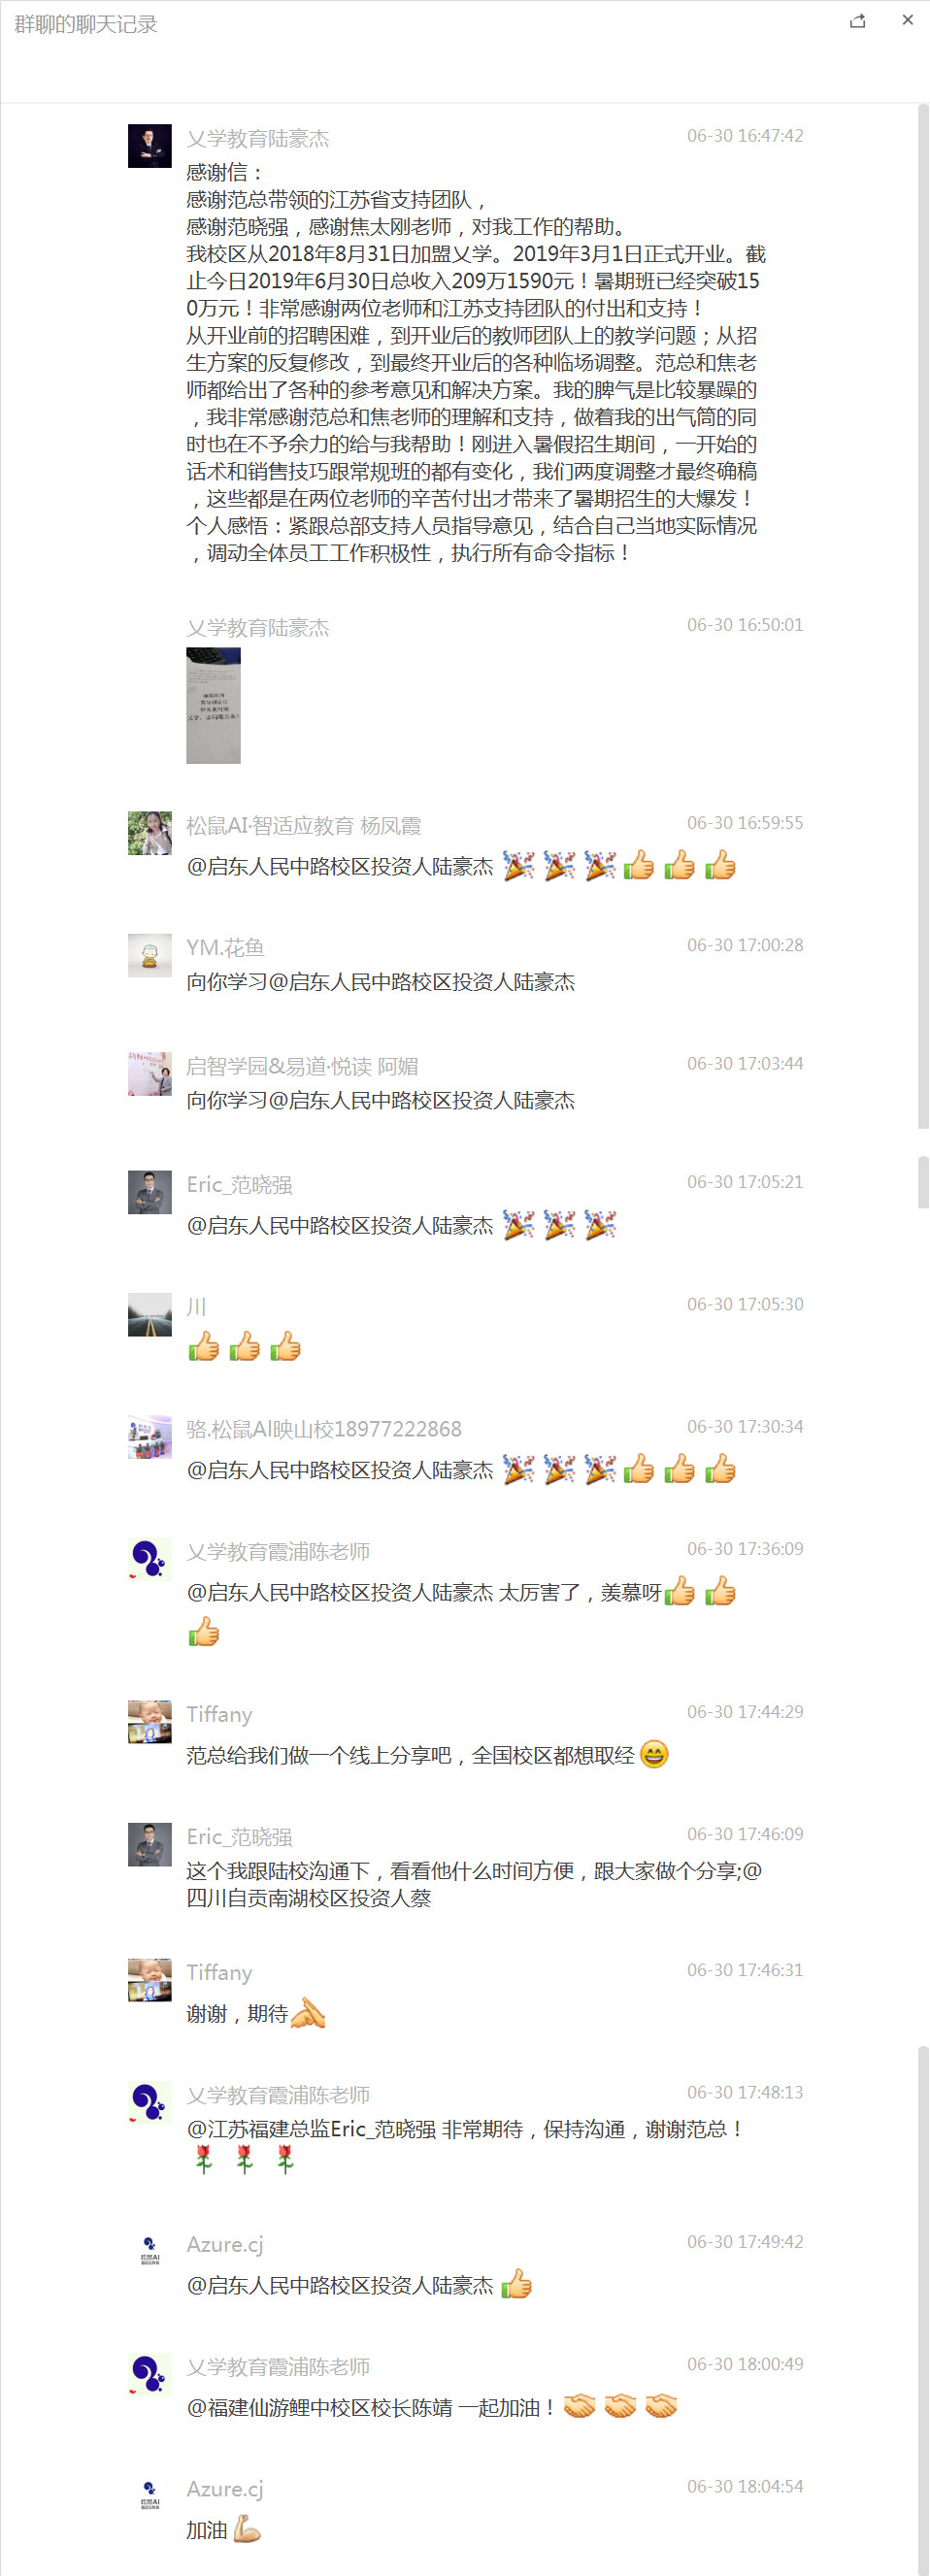 群聊的聊天记录
乂学教育陆豪杰
06-30 16:47:42
感谢信：
感谢范总带领的江苏省支持团队，
感谢范晓强，感谢焦太刚老师，对我工作的帮助。
我校区从2018年8月31日加盟乂学。2019年3月1日正式开业。截
止今日2019年6月30日总收入209万1590元！暑期班已经突破15
0万元！非常感谢两位老师和江苏支持团队的付出和支持！
从开业前的招聘困难，到开业后的教师团队上的教学问题；从招
生方案的反复修改，到最终开业后的各种临场调整。范总和焦老
师都给出了各种的参考意见和解决方案。我的脾气是比较暴躁的
，我非常感谢范总和焦老师的理解和支持，做着我的出气筒的同
时也在不予余力的给与我帮助！刚进入暑假招生期间，一开始的
话术和销售技巧跟常规班的都有变化，我们两度调整才最终确稿
，这些都是在两位老师的辛苦付出才带来了暑期招生的大爆发！
个人感悟：紧跟总部支持人员指导意见，结合自己当地实际情况
，调动全体员工工作积极性，执行所有命令指标！
乂学教育陆豪杰
06-30 16:50:01
松鼠AI·智适应教育 杨凤霞
06-30 16:59:55
@启东人民中路校区投资人陆豪杰
YM.花鱼
06-30 17:00:28
向你学习@启东人民中路校区投资人陆豪杰
启智学园&易道·悦读 阿媚
06-30 17:03:44
向你学习@启东人民中路校区投资人陆豪杰
Eric_范晓强
06-30 17:05:21
@启东人民中路校区投资人陆豪杰
川
06-30 17:05:30
骆.松鼠Al映山校18977222868
06-30 17:30:34
@启东人民中路校区投资人陆豪杰
乂学教育霞浦陈老师
06-30 17:36:09
@启东人民中路校区投资人陆豪杰 太厉害了，羡慕呀
Tiffany
06-30 17:44:29
范总给我们做一个线上分享吧，全国校区都想取经
Eric_范晓强
06-30 17:46:09
这个我跟陆校沟通下，看看他什么时间方便，跟大家做个分享;@
四川自贡南湖校区投资人蔡
Tiffany
06-30 17:46:31
谢谢，期待
乂学教育霞浦陈老师
06-30 17:48:13
@江苏福建总监Eric_范晓强 非常期待，保持沟通，谢谢范总！
Azure.cj
06-30 17:49:42
@启东人民中路校区投资人陆豪杰
乂学教育霞浦陈老师
06-30 18:00:49
@福建仙游鲤中校区校长陈靖 一起加油！
Azure.cj
06-30 18:04:54
加油